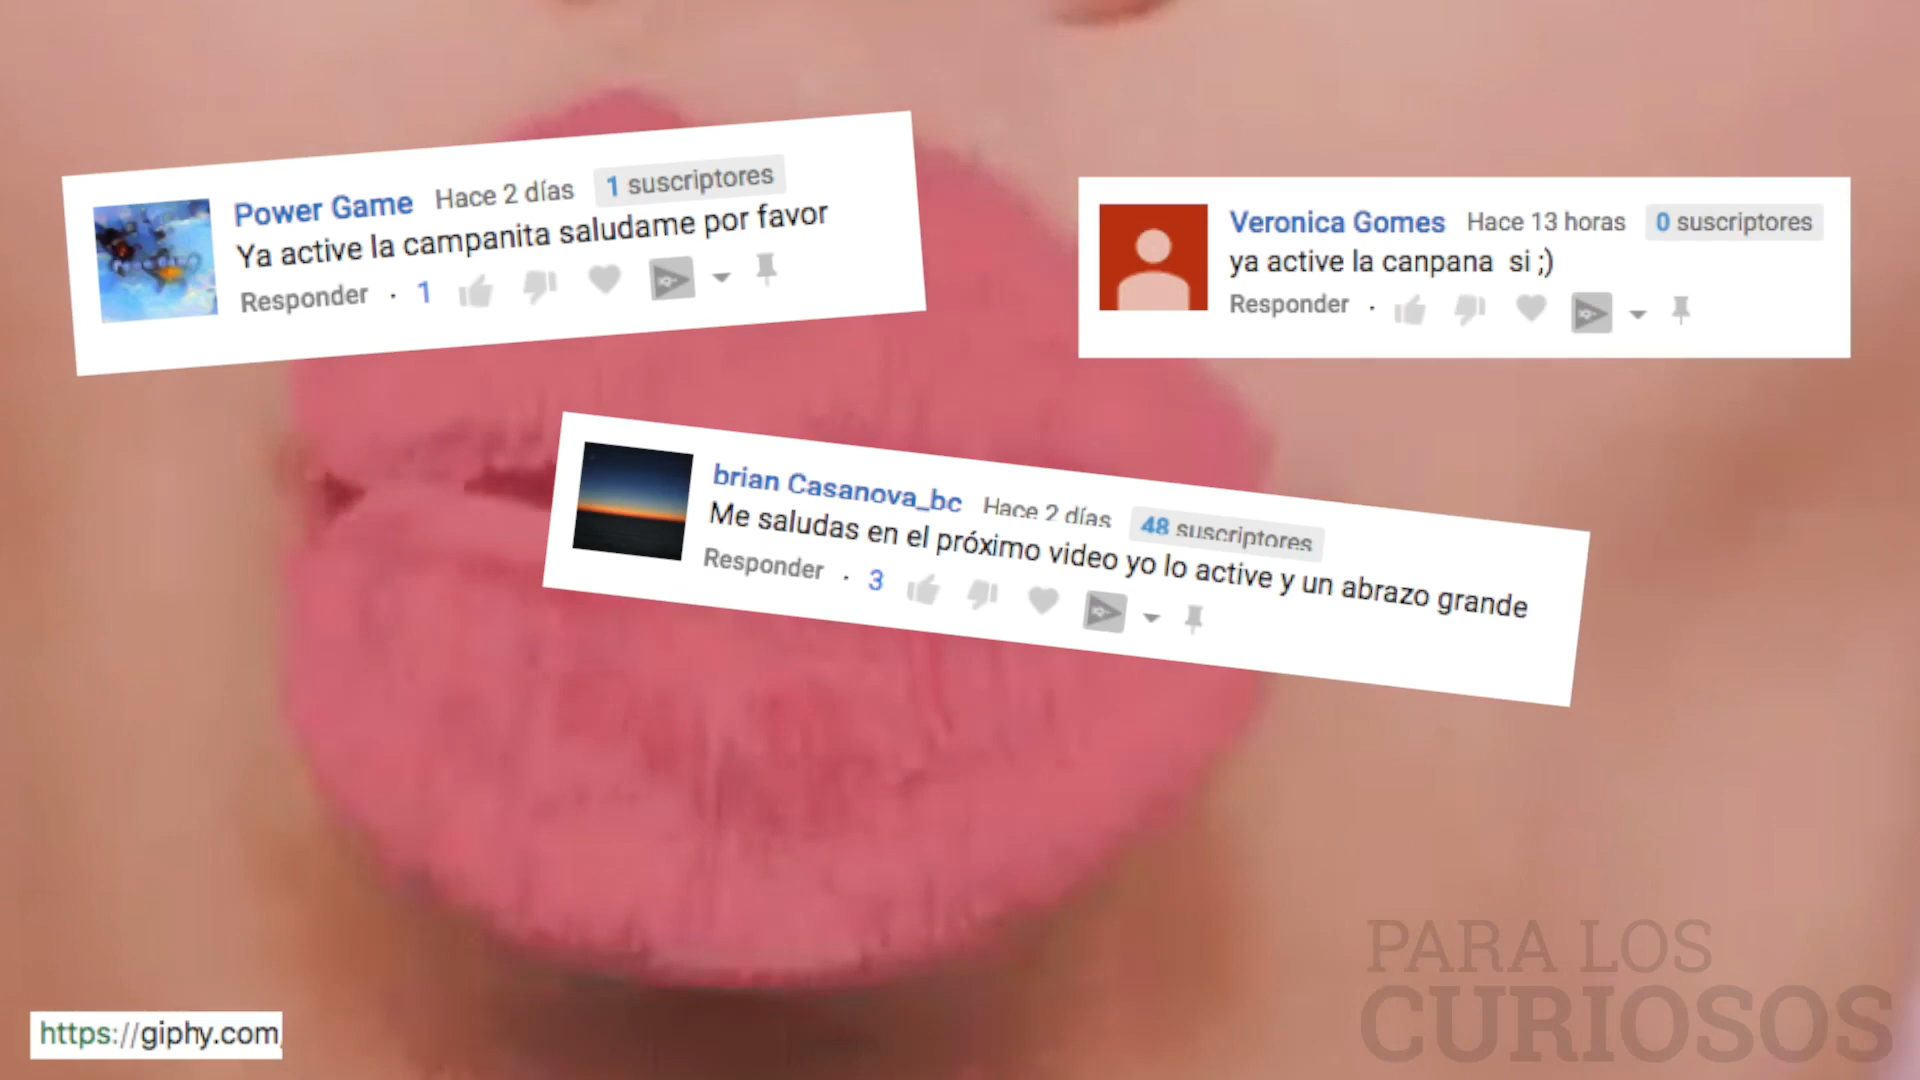 Power Game Hace 2 días 1 suscriptores
Ya active la campanita saludame por favor
Responder · 1
Veronica Gomes Hace 13 horas 0 suscriptores
ya active la canpana si ;)
Responder ·
brian Casanova_bc Hace 2 días 48 suscriptores
Me saludas en el próximo video yo lo active y un abrazo grande
Responder · 3
PARA LOS
CURIOSOS
https://giphy.com